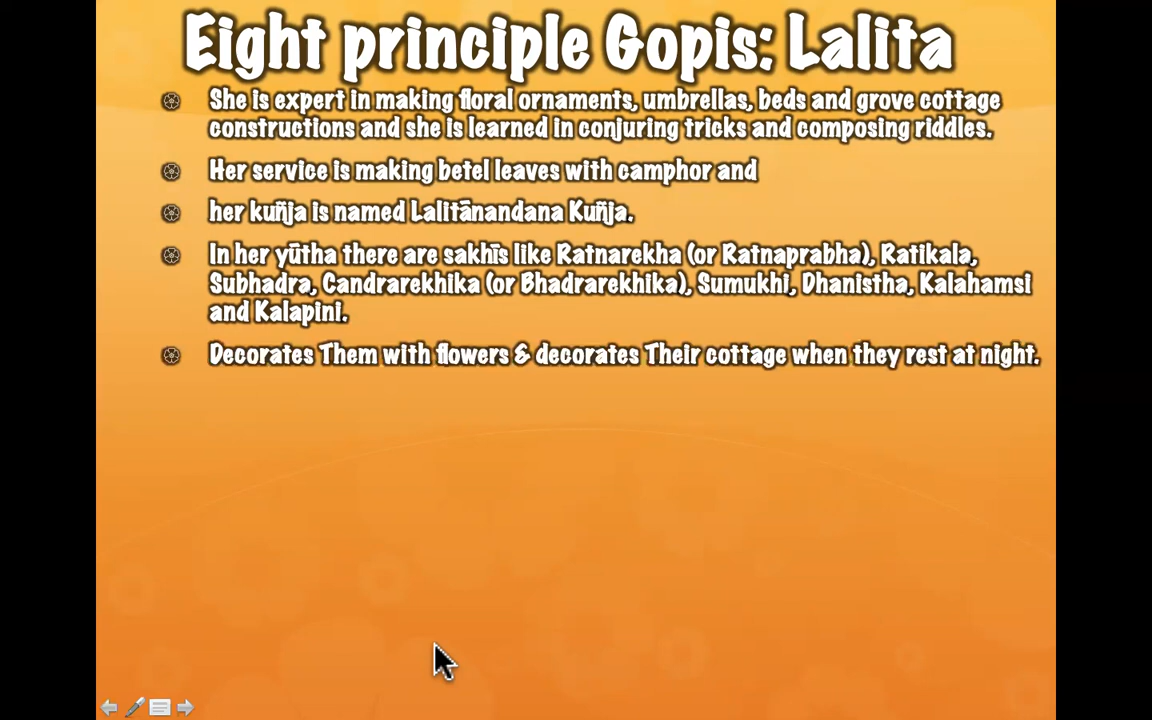 Eight principle Gopis: Lalita
She is expert in making floral ornaments, umbrellas, beds and grove cottage
constructions and she is learned in conjuring tricks and composing riddles.
Her service is making betel leaves with camphor and
her kuñja is named Lalitānandana Kuñja.
In her yūtha there are sakhīs like Ratnarekha (or Ratnaprabha), Ratikala,
Subhadra, Candrarekhika (or Bhadrarekhika), Sumukhi, Dhanistha, Kalahamsi
and Kalapini.
Decorates Them with flowers & decorates Their cottage when they rest at night.